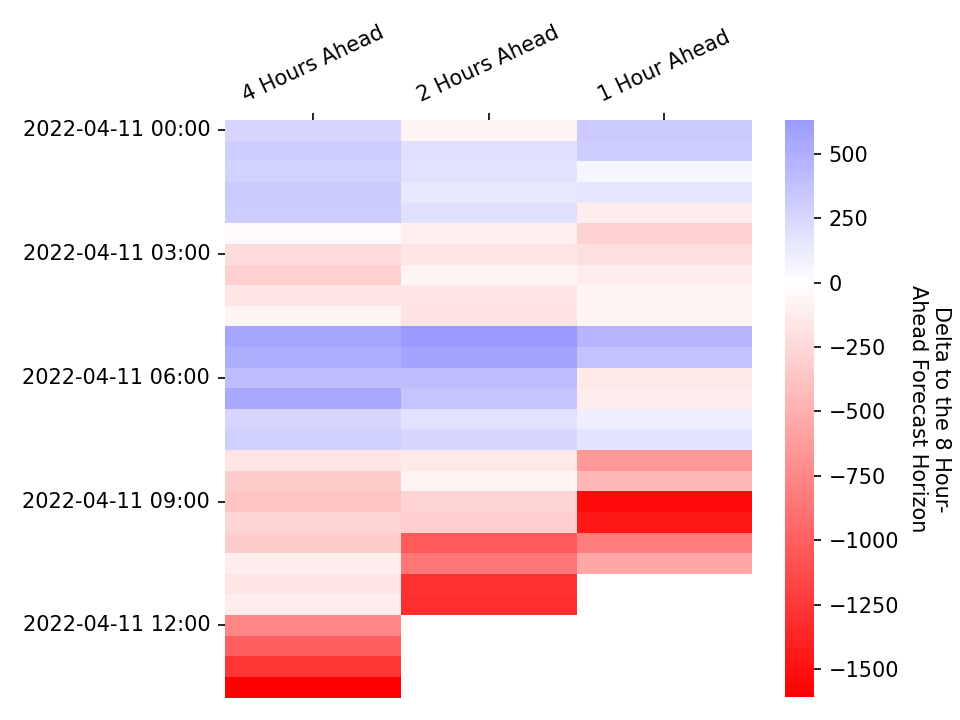 4 Hours Ahead
2 Hours Ahead
1 Hour Ahead
2022-04-11 00:00
2022-04-11 03:00
2022-04-11 06:00
2022-04-11 09:00
2022-04-11 12:00
500
250
0
−250
−500
−750
−1000
−1250
−1500
Delta to the 8 Hour-
Ahead Forecast Horizon